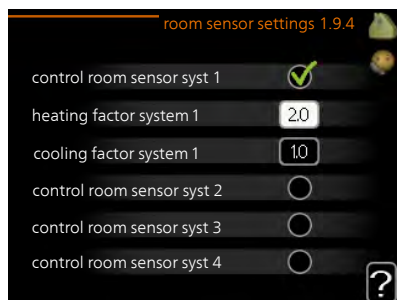 room sensor settings 1.9.4
control room sensor syst 1
heating factor system 1 2.0
cooling factor system 1 1.0
control room sensor syst 2
control room sensor syst 3
control room sensor syst 4
?